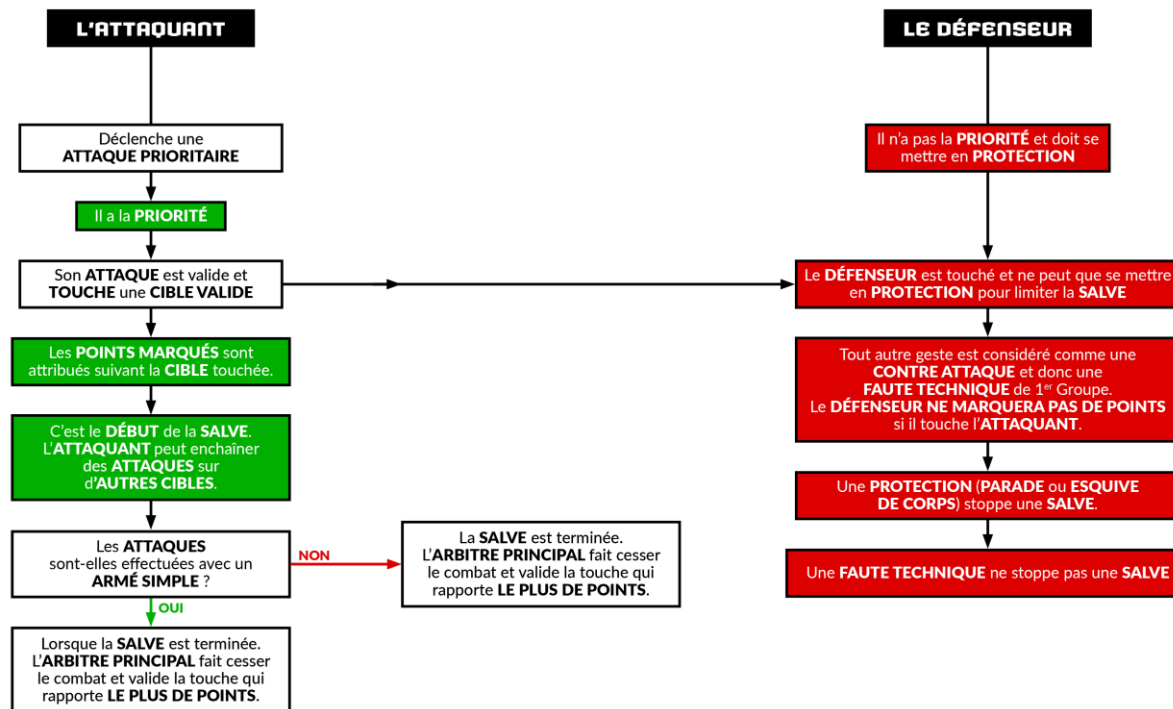 L'ATTAQUANT
Déclenche une
ATTAQUE PRIORITAIRE
Il a la PRIORITÉ
Son ATTAQUE est valide et
TOUCHE une CIBLE VALIDE
Les POINTS MARQUÉS sont
attribués suivant la CIBLE touchée.
C'est le DÉBUT de la SALVE.
L'ATTAQUANT peut enchaîner
des ATTAQUES sur
d'AUTRES CIBLES.
Les ATTAQUES
sont-elles effectuées avec un
ARMÉ SIMPLE ?
NON
La SALVE est terminée.
L'ARBITRE PRINCIPAL fait cesser
le combat et valide la touche qui
rapporte LE PLUS DE POINTS.
OUI
Lorsque la SALVE est terminée.
L'ARBITRE PRINCIPAL fait cesser
le combat et valide la touche qui
rapporte LE PLUS DE POINTS.
LE DÉFENSEUR
Il n'a pas la PRIORITÉ et doit se
mettre en PROTECTION
Le DÉFENSEUR est touché et ne peut que se mettre
en PROTECTION pour limiter la SALVE
Tout autre geste est considéré comme une
CONTRE ATTAQUE et donc une
FAUTE TECHNIQUE de 1er Groupe.
Le DÉFENSEUR NE MARQUERA PAS DE POINTS
si il touche l'ATTAQUANT.
Une PROTECTION (PARADE ou ESQUIVE
DE CORPS) stoppe une SALVE.
Une FAUTE TECHNIQUE ne stoppe pas une SALVE